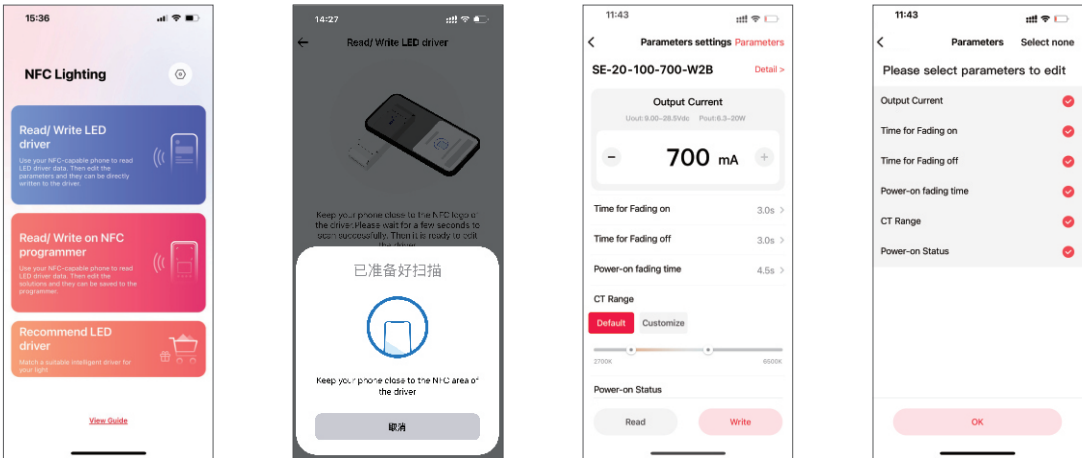 15:36
NFC Lighting
Read/ Write LED
driver
Use your NFC-capable phone to read
LED driver data. Then edit the
parameters and they can be directly
written to the driver.
Read/ Write on NFC
programmer
Use your NFC-capable phone to read
LED driver data. Then edit the
solutions and they can be saved to the
programmer.
Recommend LED
driver
Match a suitable intelligent driver for
your light
View Guide
14:27
Read/ Write LED driver
Keep your phone close to the NFC logo of
the driver.Please wait for a few seconds to
scan successfully. Then it is ready to edit
the driver
已准备好扫描
Keep your phone close to the NFC area of
the driver
取消
11:43
Parameters settings Parameters
SE-20-100-700-W2B Detail >
Output Current
Uout:9.00~28.5Vdc Pout:6.3~20W
- 700 mA +
Time for Fading on 3.0s >
Time for Fading off 3.0s >
Power-on fading time 4.5s >
CT Range
Default Customize
2700K 6500K
Power-on Status
Read Write
11:43
Parameters Select none
Please select parameters to edit
Output Current
Time for Fading on
Time for Fading off
Power-on fading time
CT Range
Power-on Status
OK